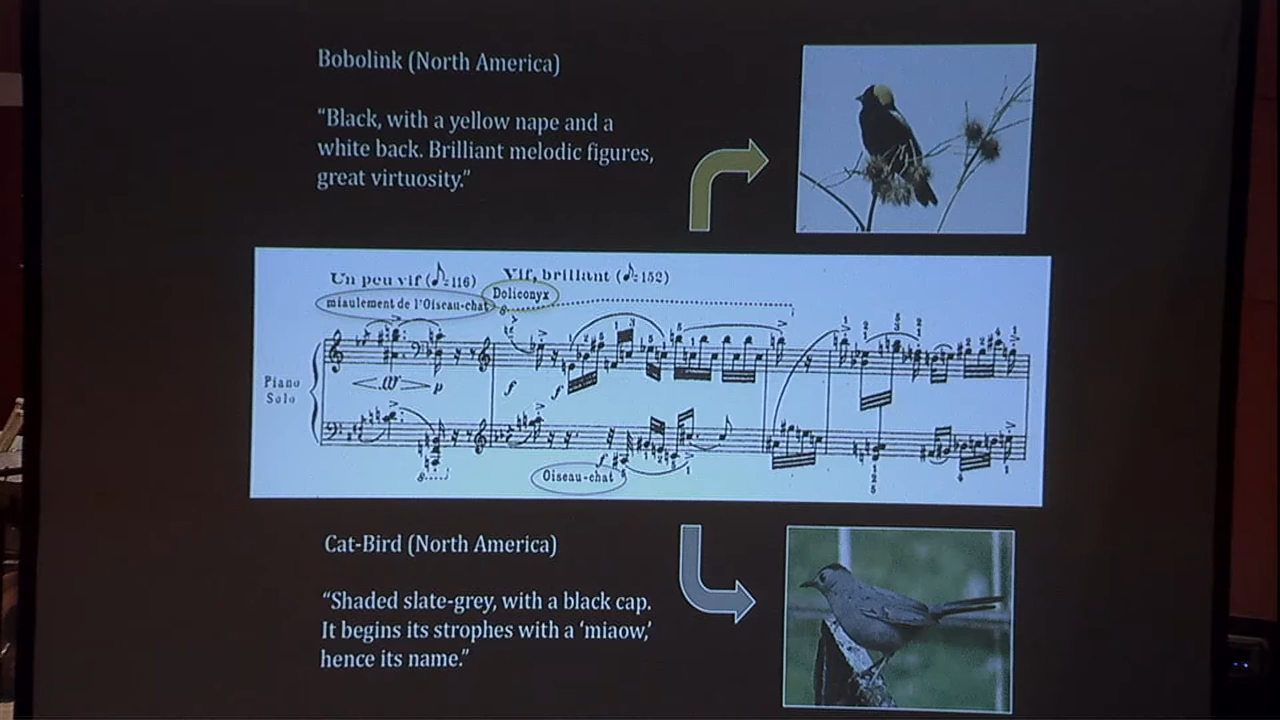 Bobolink (North America)
“Black, with a yellow nape and a
white back. Brilliant melodic figures,
great virtuosity.”
Un peu vif (♪=116)
Vif, brillant (♪=152)
miaulement de l'Oiseau-chat
Doliconyx
Piano
Solo
Oiseau-chat
Cat-Bird (North America)
“Shaded slate-grey, with a black cap.
It begins its strophes with a ‘miaow,’
hence its name.”